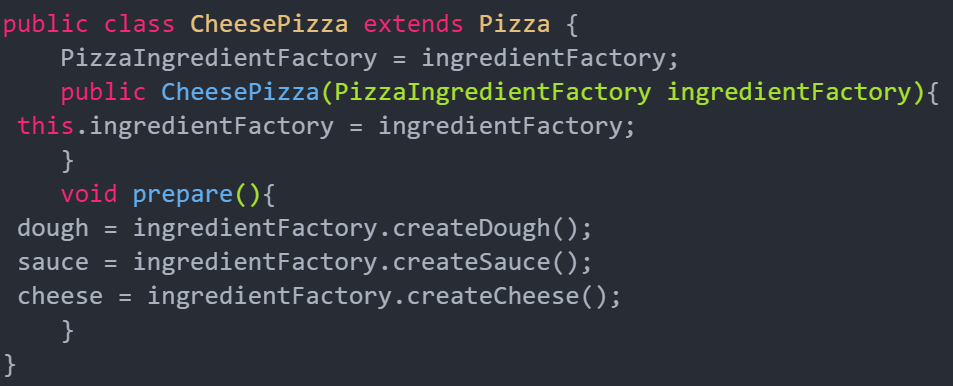 public class CheesePizza extends Pizza {
    PizzaIngredientFactory = ingredientFactory;
    public CheesePizza(PizzaIngredientFactory ingredientFactory){
 this.ingredientFactory = ingredientFactory;
    }
    void prepare(){
 dough = ingredientFactory.createDough();
 sauce = ingredientFactory.createSauce();
 cheese = ingredientFactory.createCheese();
    }
}